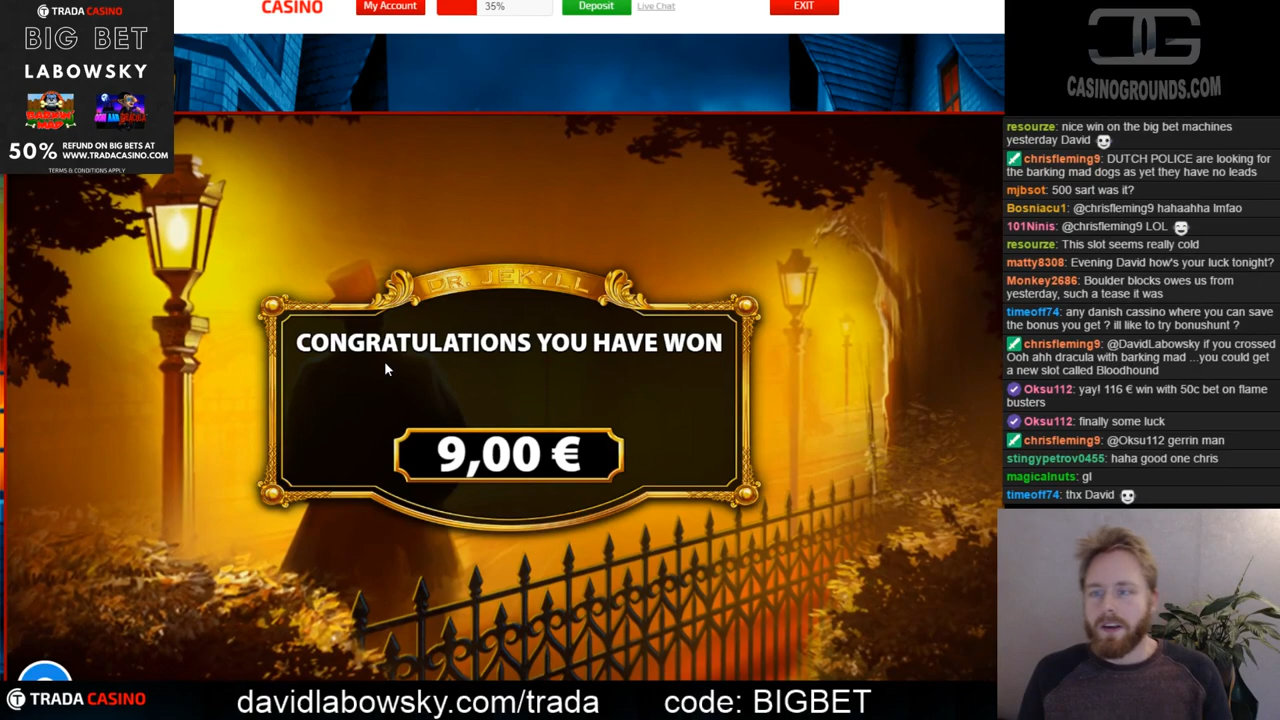 TRADA CASINO
BIG BET
LABOWSKY
BARKIN' MAD
OOH AHH DRACULA
50% REFUND ON BIG BETS AT
WWW.TRADACASINO.COM
TERMS & CONDITIONS APPLY
CASINO
My Account
35%
Deposit
Live Chat
EXIT
DR. JEKYLL
CONGRATULATIONS YOU HAVE WON
9,00 €
CASINOGROUNDS.COM
resourze: nice win on the big bet machines
yesterday David
chrisfleming9: DUTCH POLICE are looking for
the barking mad dogs as yet they have no leads
mjbsot: 500 sart was it?
Bosniacu1: @chrisfleming9 hahaahha lmfao
101Ninis: @chrisfleming9 LOL
resourze: This slot seems really cold
matty8308: Evening David how's your luck tonight?
Monkey2686: Boulder blocks owes us from
yesterday, such a tease it was
timeoff74: any danish cassino where you can save
the bonus you get ? ill like to try bonushunt ?
chrisfleming9: @DavidLabowsky if you crossed
Ooh ahh dracula with barking mad ...you could get
a new slot called Bloodhound
Oksu112: yay! 116 € win with 50c bet on flame
busters
Oksu112: finally some luck
chrisfleming9: @Oksu112 gerrin man
stingypetrov0455: haha good one chris
magicalnuts: gl
timeoff74: thx David
TRADA CASINO
davidlabowsky.com/trada
code: BIGBET